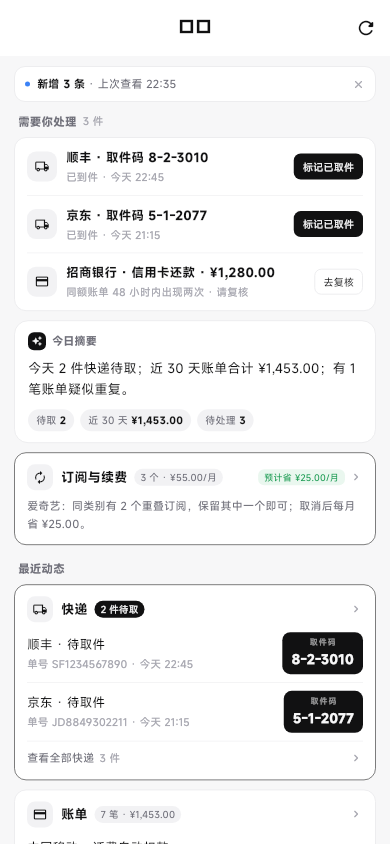 新增 3 条 · 上次查看 22:35
需要你处理 3 件
顺丰 · 取件码 8-2-3010
已到件 · 今天 22:45
标记已取件
京东 · 取件码 5-1-2077
已到件 · 今天 21:15
标记已取件
招商银行 · 信用卡还款 · ¥1,280.00
同额账单 48 小时内出现两次 · 请复核
去复核
今日摘要
今天 2 件快递待取；近 30 天账单合计 ¥1,453.00；有 1
笔账单疑似重复。
待取 2 近 30 天 ¥1,453.00 待处理 3
订阅与续费 3 个 · ¥55.00/月 预计省 ¥25.00/月
爱奇艺：同类别有 2 个重叠订阅，保留其中一个即可；取消后每月
省 ¥25.00。
最近动态
快递 2 件待取
顺丰 · 待取件
单号 SF1234567890 · 今天 22:45
取件码
8-2-3010
京东 · 待取件
单号 JD8849302211 · 今天 21:15
取件码
5-1-2077
查看全部快递 3 件
账单 7 笔 · ¥1,453.00